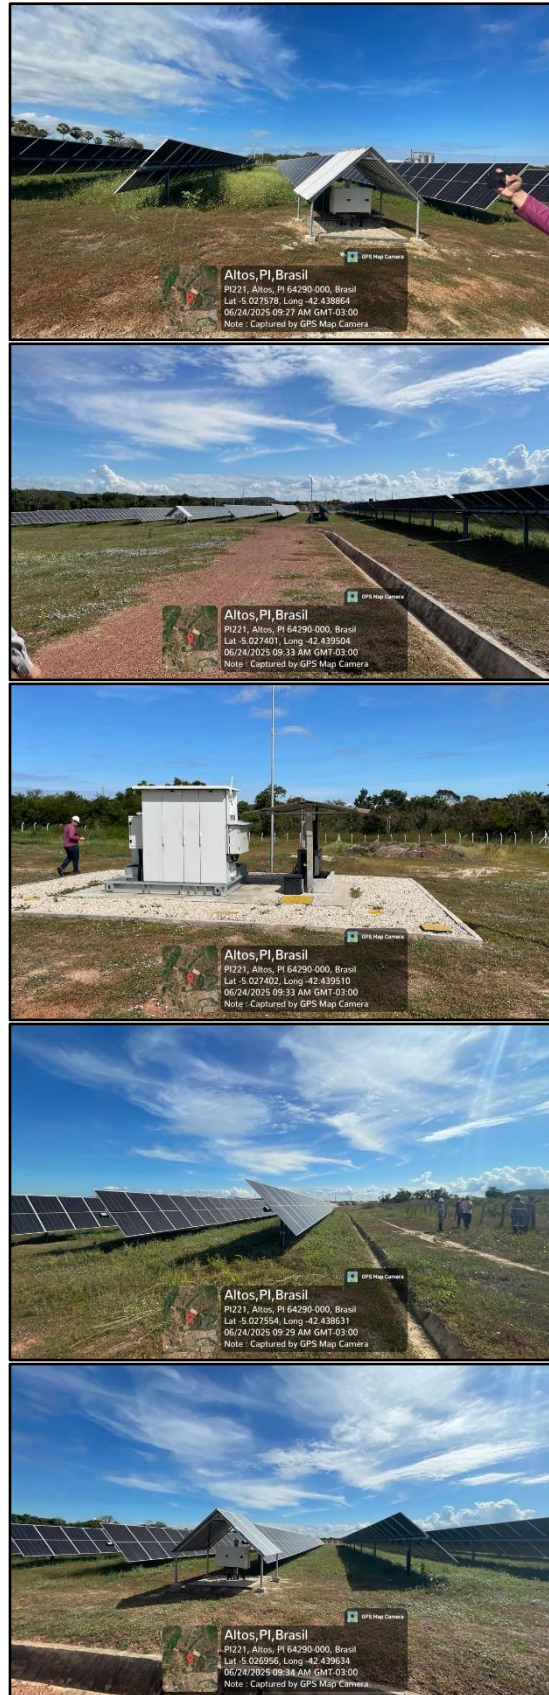 GPS Map Camera
Altos,PI,Brasil
PI221, Altos, PI 64290-000, Brasil
Lat -5.027578, Long -42.438864
06/24/2025 09:27 AM GMT-03:00
Note : Captured by GPS Map Camera
GPS Map Camera
Altos,PI,Brasil
PI221, Altos, PI 64290-000, Brasil
Lat -5.027401, Long -42.439504
06/24/2025 09:33 AM GMT-03:00
Note : Captured by GPS Map Camera
GPS Map Camera
Altos,PI,Brasil
PI221, Altos, PI 64290-000, Brasil
Lat -5.027402, Long -42.439510
06/24/2025 09:33 AM GMT-03:00
Note : Captured by GPS Map Camera
GPS Map Camera
Altos,PI,Brasil
PI221, Altos, PI 64290-000, Brasil
Lat -5.027554, Long -42.438631
06/24/2025 09:29 AM GMT-03:00
Note : Captured by GPS Map Camera
GPS Map Camera
Altos,PI,Brasil
PI221, Altos, PI 64290-000, Brasil
Lat -5.026956, Long -42.439634
06/24/2025 09:34 AM GMT-03:00
Note : Captured by GPS Map Camera